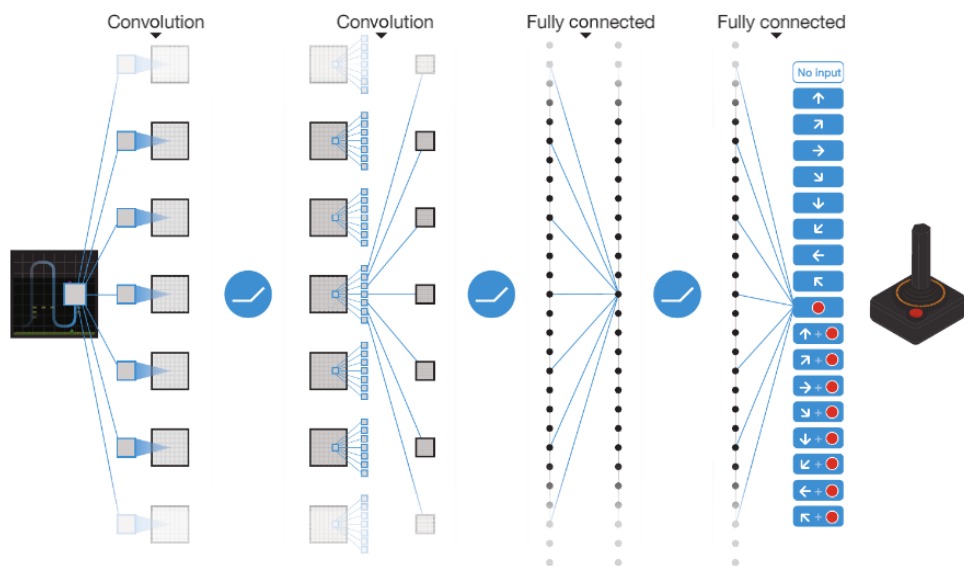 Convolution
Convolution
Fully connected
Fully connected
No input
+
+
+
+
+
+
+
+